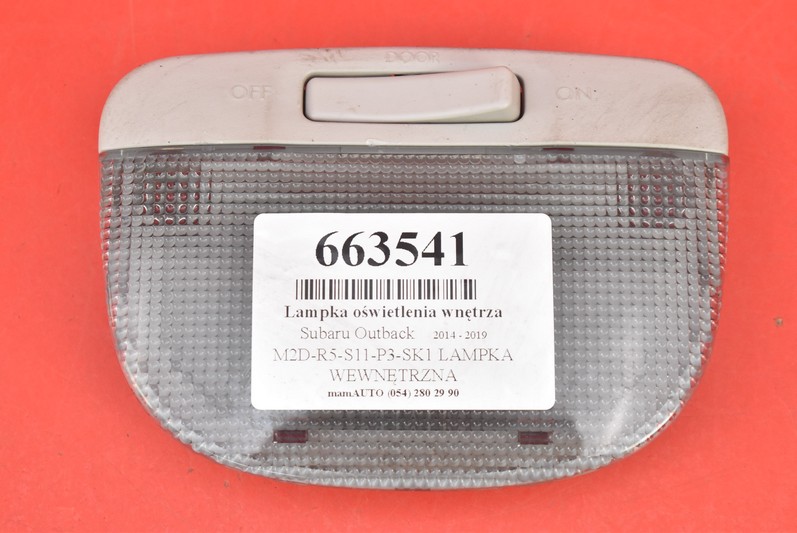 DOOR
OFF ON
663541
Lampka oświetlenia wnętrza
Subaru Outback 2014 - 2019
M2D-R5-S11-P3-SK1 LAMPKA
WEWNĘTRZNA
mamAUTO (054) 280 29 90